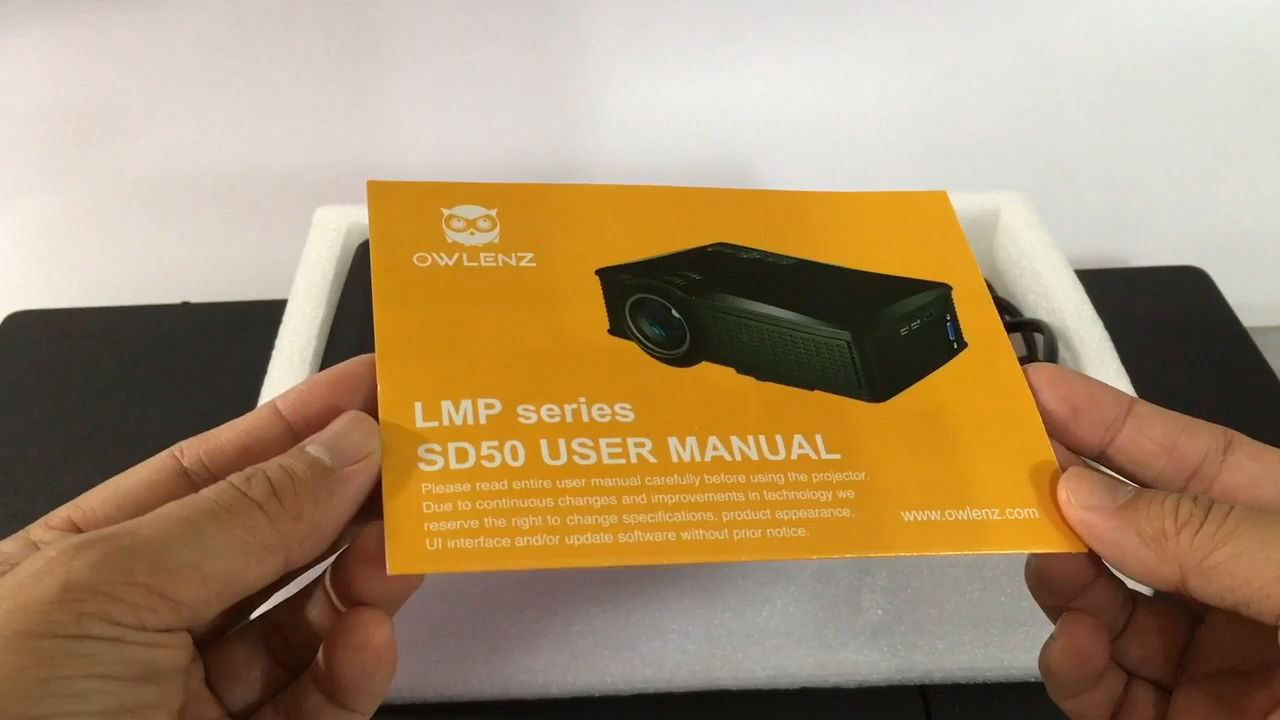 OWLENZ
LMP series
SD50 USER MANUAL
Please read entire user manual carefully before using the projector.
Due to continuous changes and improvements in technology we
reserve the right to change specifications, product appearance,
UI interface and/or update software without prior notice.
www.owlenz.com